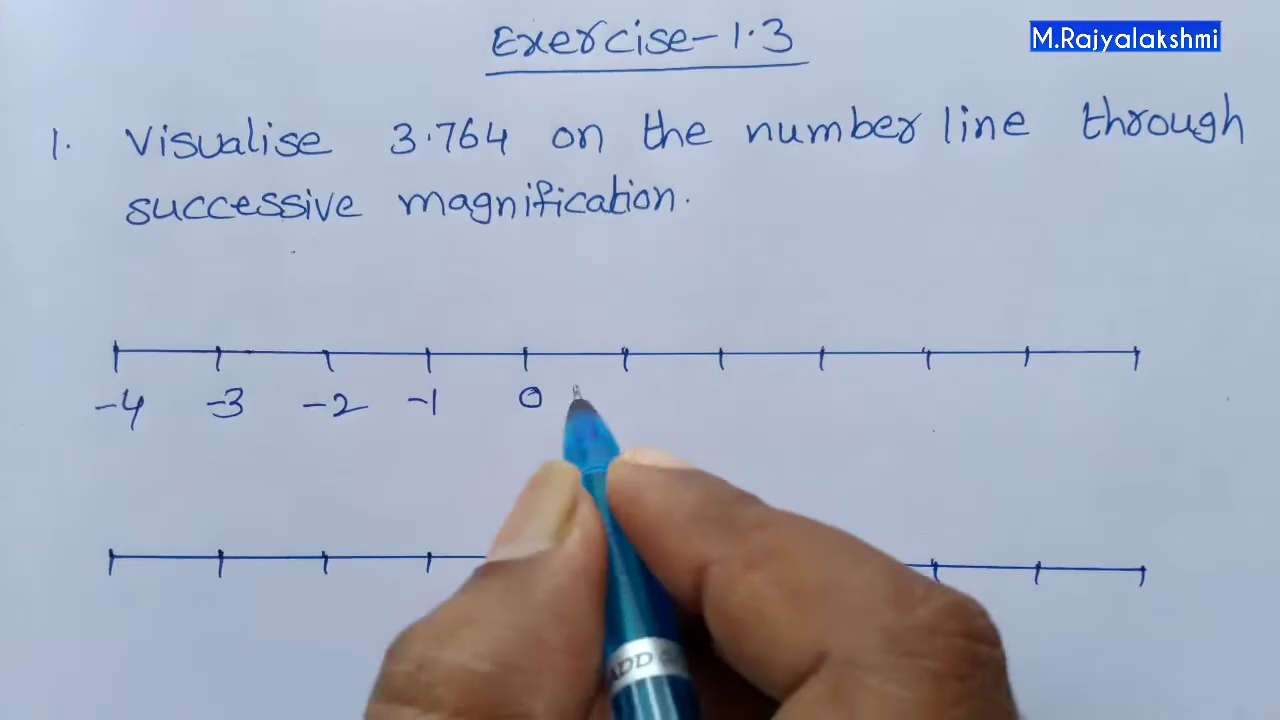 Exercise-1.3
M.Rajyalakshmi
1. Visualise 3.764 on the number line through
successive magnification.
-4 -3 -2 -1 0
ADD